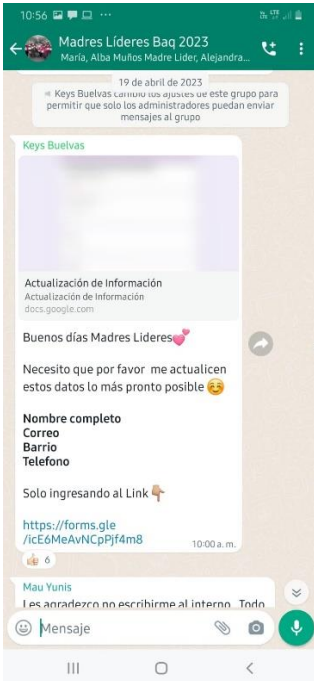 10:56
Madres Líderes Baq 2023
María, Alba Muños Madre Lider, Alejandra...
19 de abril de 2023
Keys Buelvas cambió los ajustes de este grupo para
permitir que solo los administradores puedan enviar
mensajes al grupo
Keys Buelvas
Actualización de Información
Actualización de Información
docs.google.com
Buenos días Madres Lideres💕
Necesito que por favor me actualicen
estos datos lo más pronto posible ☺️
Nombre completo
Correo
Barrio
Telefono
Solo ingresando al Link 👇🏼
https://forms.gle
/icE6MeAvNCpPjf4m8
10:00 a. m.
👍🏼 6
Mau Yunis
Les agradezco no escribirme al interno. Todo
Mensaje